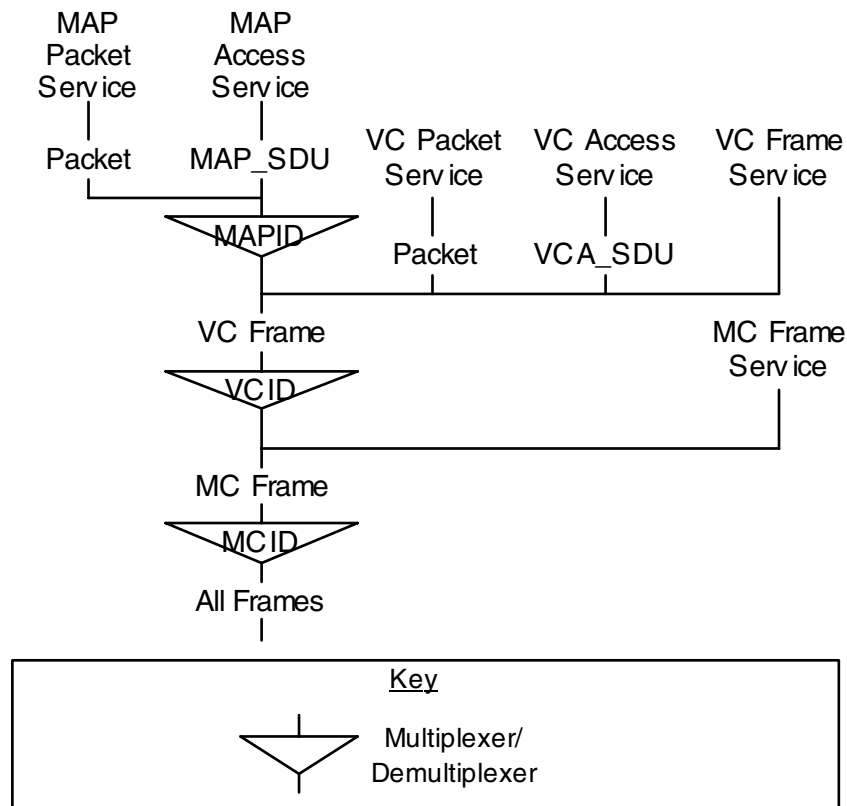 MAP
Packet
Service
MAP
Access
Service
Packet
MAP_SDU
VC Packet
Service
VC Access
Service
VC Frame
Service
MAPID
Packet
VCA_SDU
VC Frame
MC Frame
Service
VCID
MC Frame
MCID
All Frames
Key
Multiplexer/
Demultiplexer